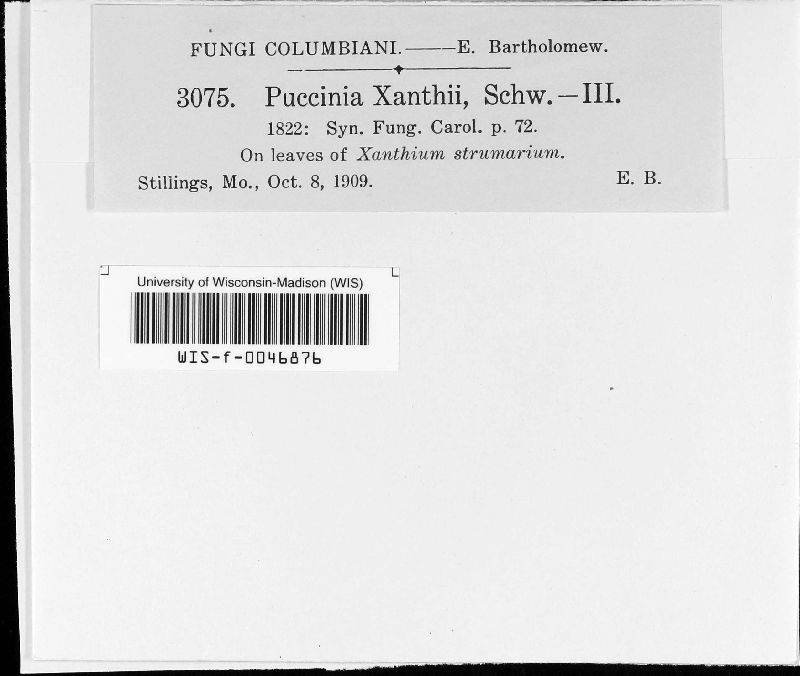 FUNGI COLUMBIANI.——E. Bartholomew.
3075. Puccinia Xanthii, Schw.—III.
1822: Syn. Fung. Carol. p. 72.
On leaves of Xanthium strumarium.
Stillings, Mo., Oct. 8, 1909. E. B.
University of Wisconsin-Madison (WIS)
WIS-f-0046876